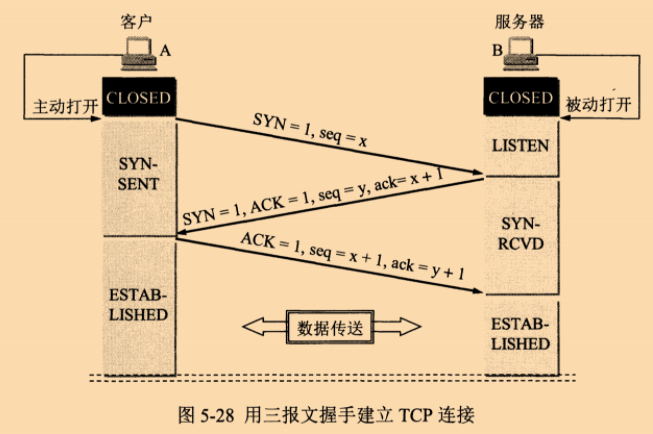 客户
服务器
A
B
主动打开
CLOSED
CLOSED
被动打开
SYN = 1, seq = x
LISTEN
SYN-
SENT
SYN = 1, ACK = 1, seq = y, ack= x + 1
SYN-
RCVD
ACK = 1, seq = x + 1, ack = y + 1
ESTAB-
LISHED
数据传送
ESTAB-
LISHED
图 5-28 用三报文握手建立 TCP 连接